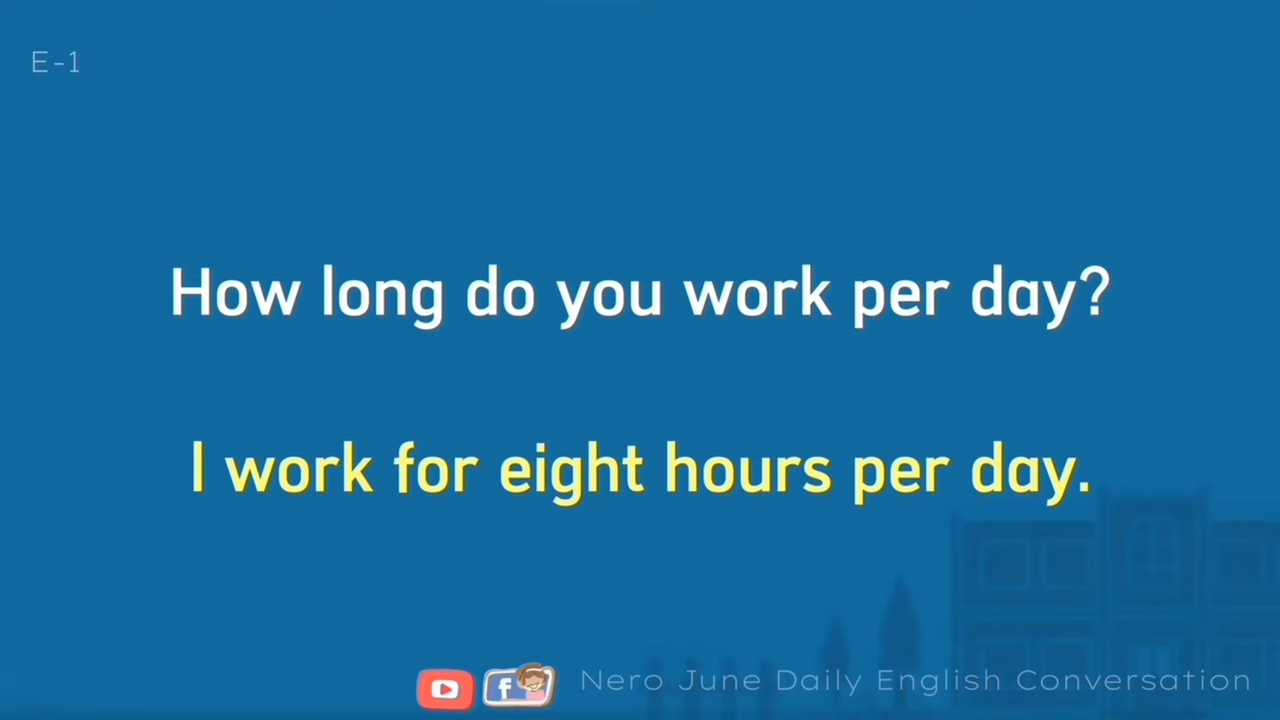 E-1
How long do you work per day?
I work for eight hours per day.
f
Nero June Daily English Conversation